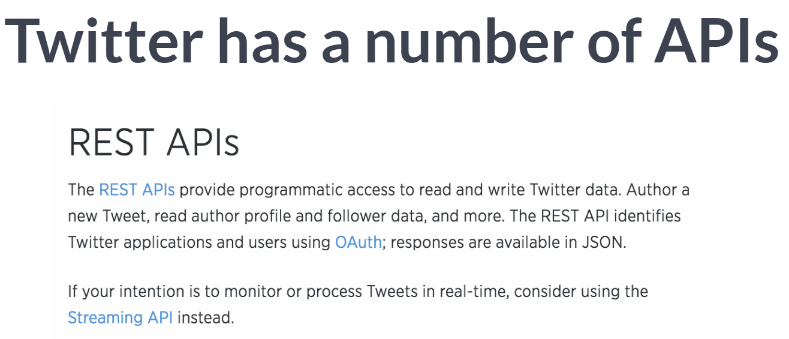 Twitter has a number of APIs
REST APIs
The REST APIs provide programmatic access to read and write Twitter data. Author a
new Tweet, read author profile and follower data, and more. The REST API identifies
Twitter applications and users using OAuth; responses are available in JSON.
If your intention is to monitor or process Tweets in real-time, consider using the
Streaming API instead.